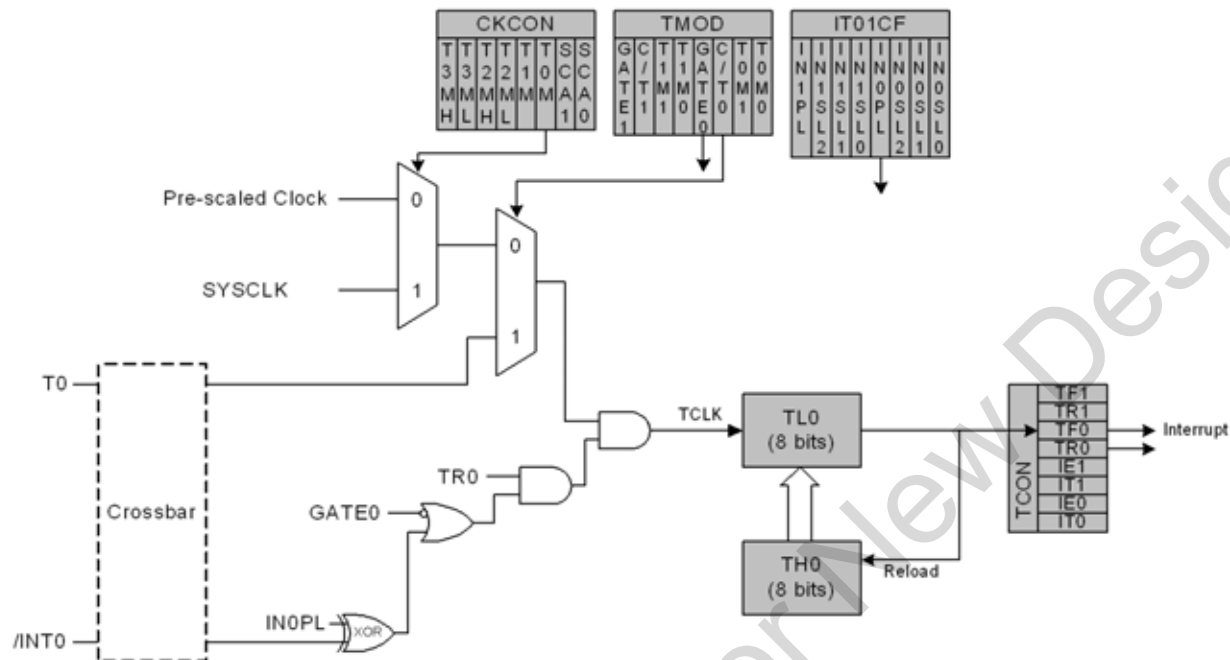 CKCON
T3MH T3ML T2MH T2ML T1M T0M SCA1 SCA0
TMOD
GATE1 C/T1 T1M1 T1M0 GATE0 C/T0 T0M1 T0M0
IT01CF
IN1PL IN1SL2 IN1SL1 IN1SL0 IN0PL IN0SL2 IN0SL1 IN0SL0
Pre-scaled Clock
0
SYSCLK
1
0
1
T0
Crossbar
/INT0
TR0
GATE0
IN0PL
XOR
TCLK
TL0
(8 bits)
TH0
(8 bits)
Reload
TCON
TF1
TR1
TF0
TR0
IE1
IT1
IE0
IT0
Interrupt
New Desig